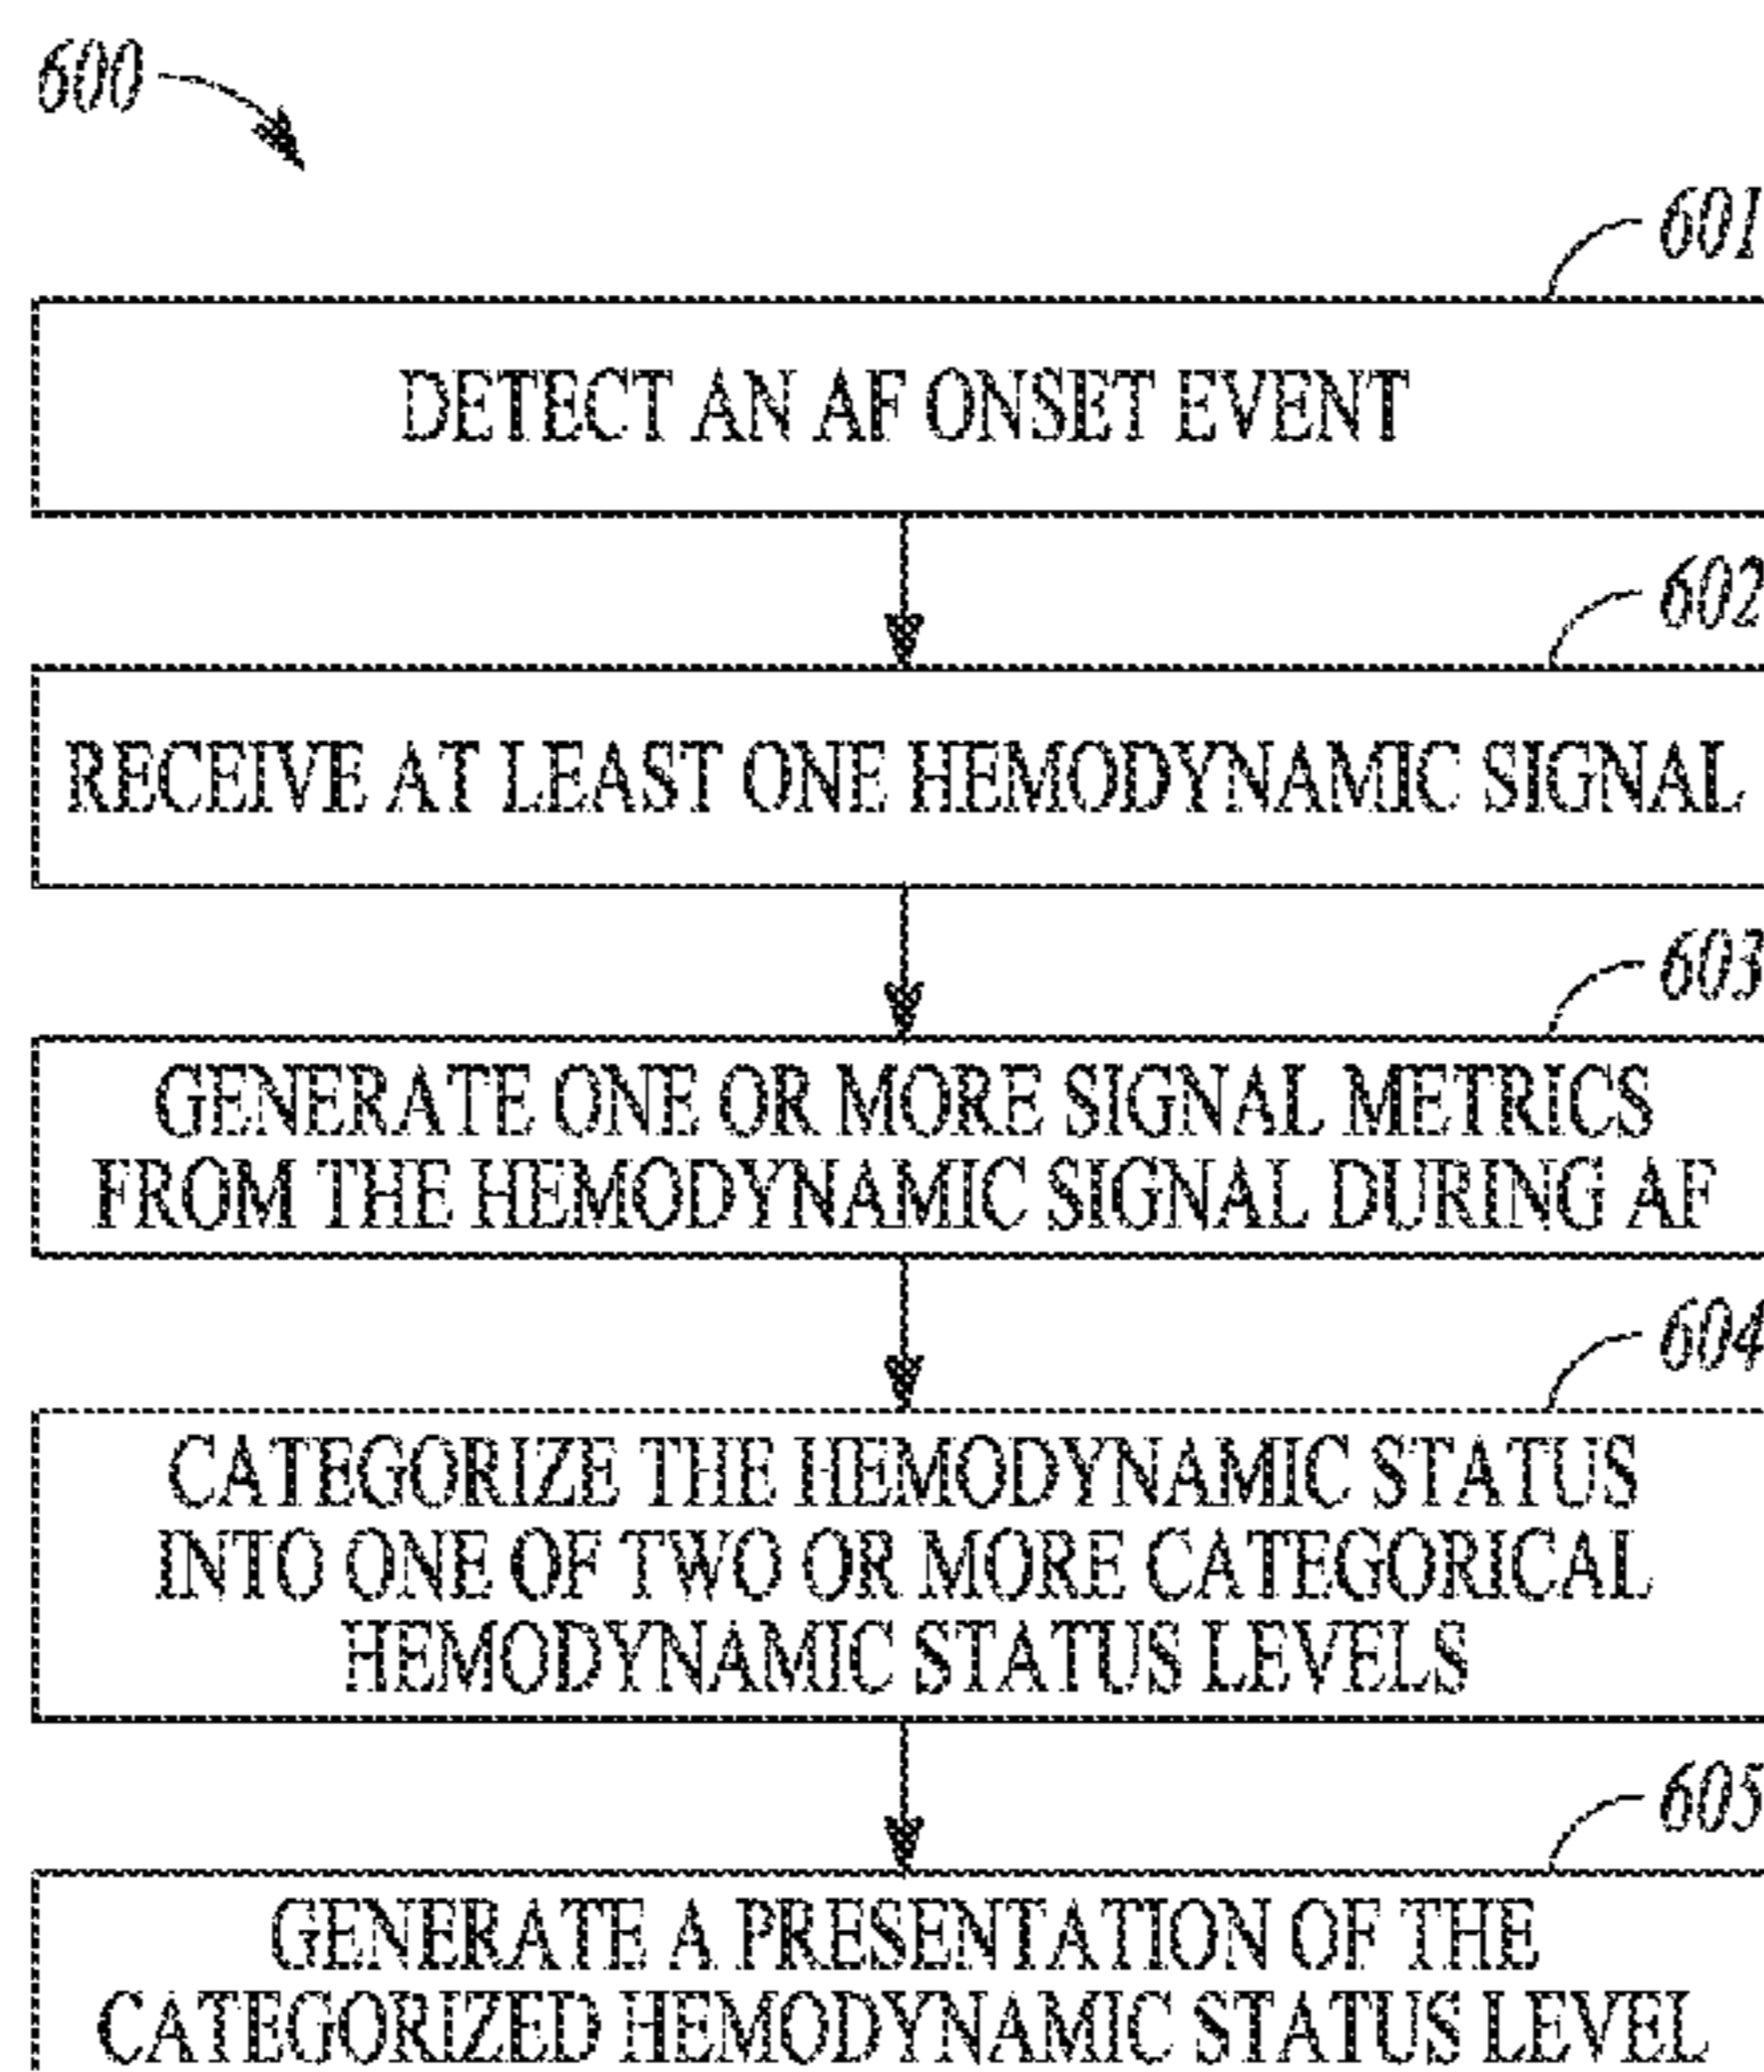 600
601
DETECT AN AF ONSET EVENT
602
RECEIVE AT LEAST ONE HEMODYNAMIC SIGNAL
603
GENERATE ONE OR MORE SIGNAL METRICS
FROM THE HEMODYNAMIC SIGNAL DURING AF
604
CATEGORIZE THE HEMODYNAMIC STATUS
INTO ONE OF TWO OR MORE CATEGORICAL
HEMODYNAMIC STATUS LEVELS
605
GENERATE A PRESENTATION OF THE
CATEGORIZED HEMODYNAMIC STATUS LEVEL